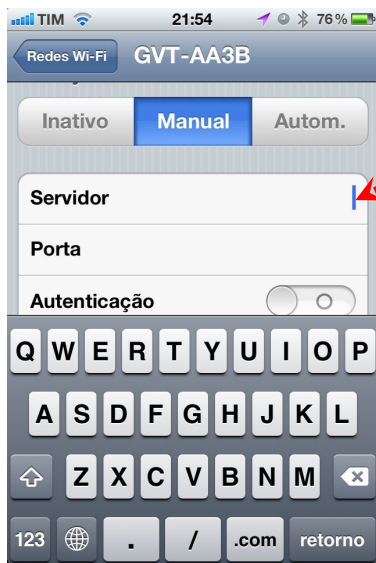 TIM 21:54 76%
Redes Wi-Fi GVT-AA3B
Inativo Manual Autom.
Servidor
Porta
Autenticação
Q W E R T Y U I O P
A S D F G H J K L
Z X C V B N M
123 . / .com retorno